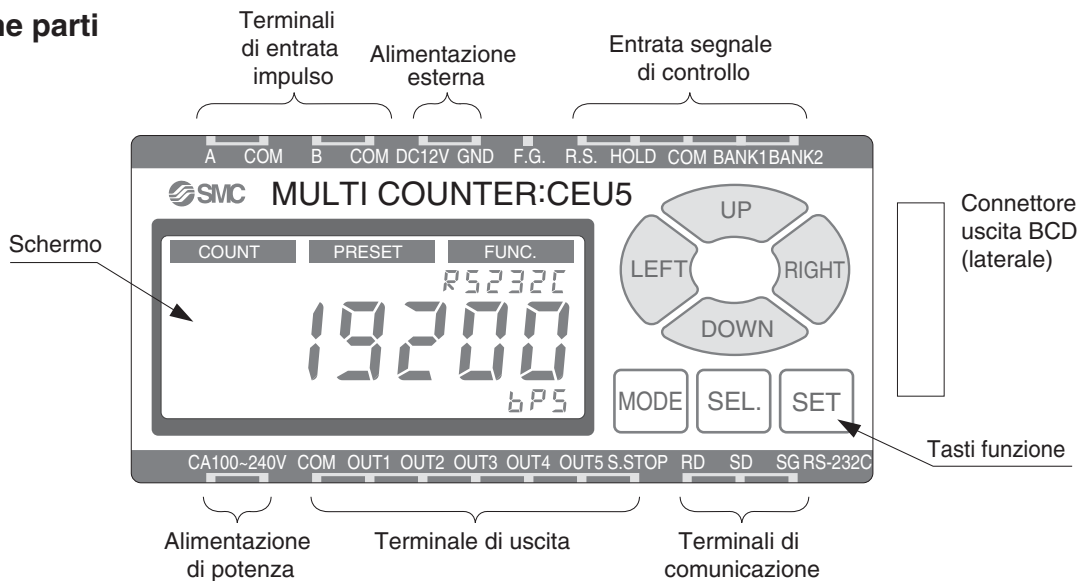 ne parti
Terminali
di entrata
impulso
Alimentazione
esterna
Entrata segnale
di controllo
A COM B COM DC12V GND F.G. R.S. HOLD COM BANK1 BANK2
SMC MULTI COUNTER:CEU5
UP
LEFT
RIGHT
DOWN
Connettore
uscita BCD
(laterale)
Schermo
COUNT PRESET FUNC.
RS232C
19200
bPS
MODE SEL. SET
Tasti funzione
CA100~240V COM OUT1 OUT2 OUT3 OUT4 OUT5 S.STOP RD SD SG RS-232C
Alimentazione
di potenza
Terminale di uscita
Terminali di
comunicazione